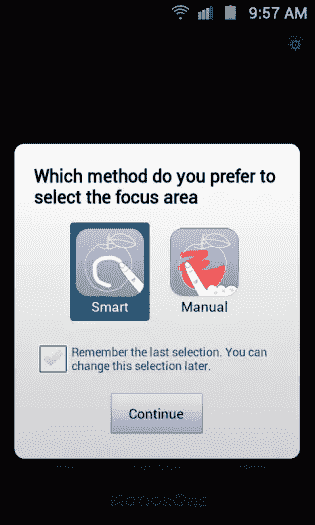 9:57 AM
Which method do you prefer to
select the focus area
Smart
Manual
Remember the last selection. You can
change this selection later.
Continue